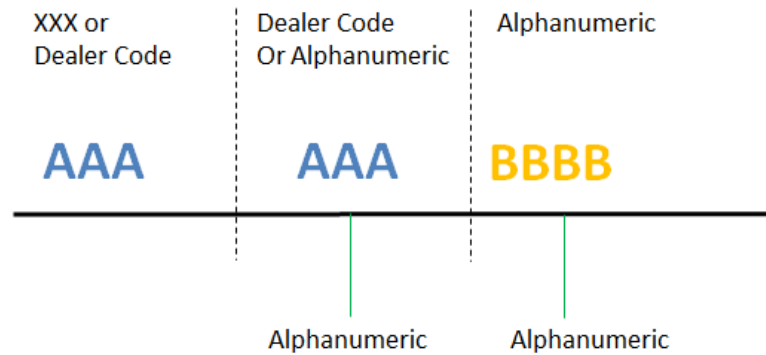 XXX or
Dealer Code
Dealer Code
Or Alphanumeric
Alphanumeric
AAA
AAA
BBBB
Alphanumeric
Alphanumeric